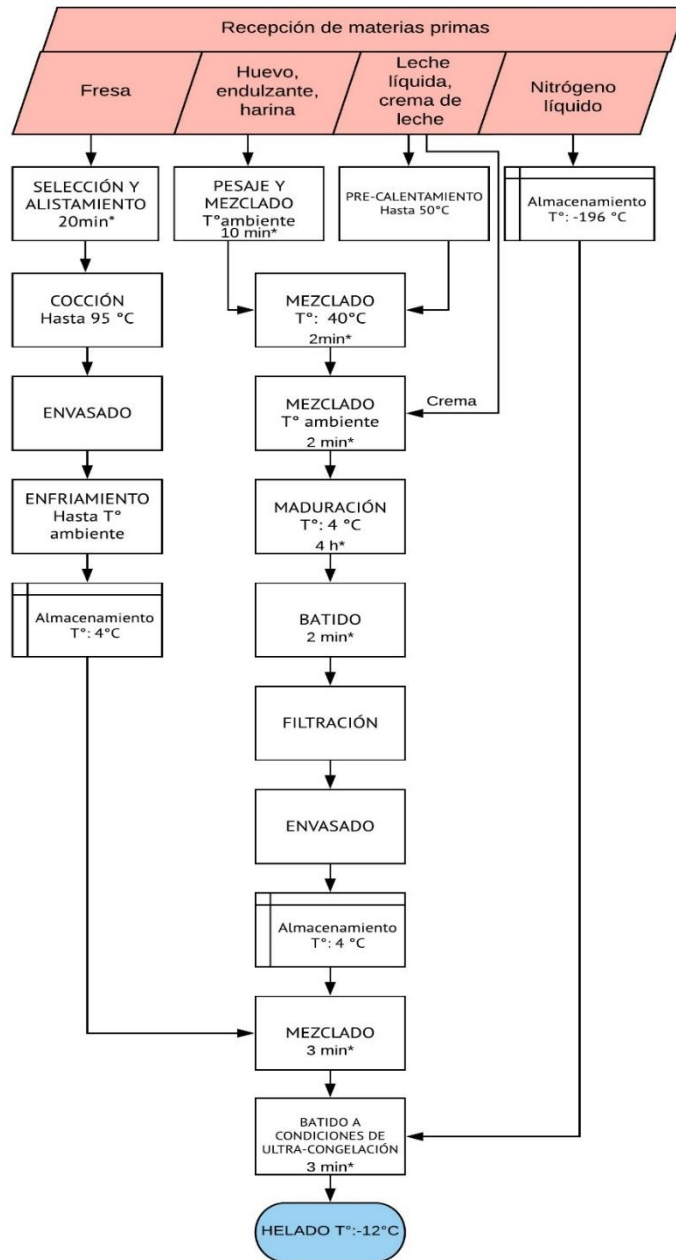 Recepción de materias primas
Fresa
Huevo,
endulzante,
harina
Leche
líquida,
crema de
leche
Nitrógeno
líquido
SELECCIÓN Y
ALISTAMIENTO
20min*
PESAJE Y
MEZCLADO
T°ambiente
10 min*
PRE-CALENTAMIENTO
Hasta 50°C
Almacenamiento
T°: -196 °C
COCCIÓN
Hasta 95 °C
MEZCLADO
T°: 40°C
2min*
ENVASADO
MEZCLADO
T° ambiente
2 min*
Crema
ENFRIAMIENTO
Hasta T°
ambiente
MADURACIÓN
T°: 4 °C
4 h*
Almacenamiento
T°: 4°C
BATIDO
2 min*
FILTRACIÓN
ENVASADO
Almacenamiento
T°: 4 °C
MEZCLADO
3 min*
BATIDO A
CONDICIONES DE
ULTRA-CONGELACIÓN
3 min*
HELADO T°:-12°C